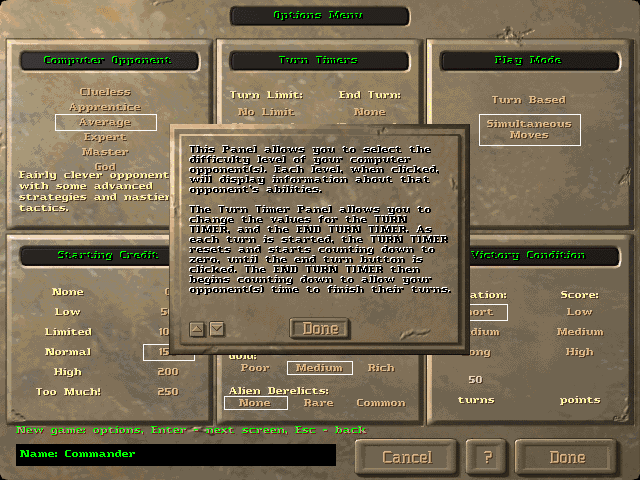 Options Menu
Computer Opponent
Turn Timers
Play Mode
Clueless
Apprentice
Average
Expert
Master
God
Fairly clever opponent
with some advanced
strategies and nastier
tactics.
Turn Limit: End Turn:
No Limit None
Turn Based
Simultaneous
Moves
This Panel allows you to select the
difficulty level of your computer
opponent(s). Each level, when clicked,
will display information about that
opponent's abilities.
The Turn Timer Panel allows you to
change the values for the TURN
TIMER, and the END TURN TIMER. As
each turn is started, the TURN TIMER
resets and starts counting down to
zero, until the end turn button is
clicked. The END TURN TIMER then
begins counting down to allow your
opponent(s) time to finish their turns.
Done
Starting Credit
None
Low
Limited
Normal
High 200
Too Much! 250
Gold:
Poor Medium Rich
Alien Derelicts:
None Rare Common
Victory Condition
Score:
Low
Medium
High
50
turns points
New game: options, Enter - next screen, Esc - back
Name: Commander
Cancel ? Done